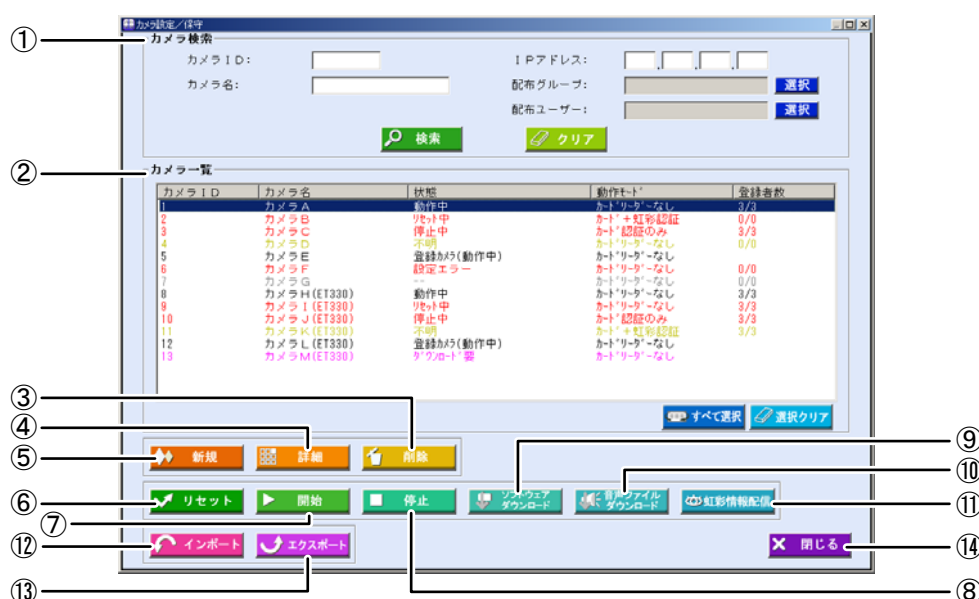 カメラ設定／保守
① カメラ検索
カメラID:
IPアドレス: . . .
カメラ名:
配布グループ: 選択
配布ユーザー: 選択
検索 クリア
② カメラ一覧
カメラID カメラ名 状態 動作モード 登録者数
1 カメラA 動作中 カードリーダーなし 3/3
2 カメラB リセット中 カード＋虹彩認証 0/0
3 カメラC 停止中 カード認証のみ 3/3
4 カメラD 不明 カードリーダーなし 0/0
5 カメラE 登録カメラ(動作中) カードリーダーなし
6 カメラF 設定エラー カードリーダーなし 0/0
7 カメラG -- カードリーダーなし 0/0
8 カメラH(ET330) 動作中 カードリーダーなし 3/3
9 カメラI(ET330) リセット中 カードリーダーなし 3/3
10 カメラJ(ET330) 停止中 カード認証のみ 3/3
11 カメラK(ET330) 不明 カード＋虹彩認証 3/3
12 カメラL(ET330) 登録カメラ(動作中) カードリーダーなし
13 カメラM(ET330) ダウンロード要 カードリーダーなし
すべて選択 選択クリア
③
④
⑤ 新規 詳細 削除
⑨
⑩
⑥ リセット 開始 停止 ソフトウェアダウンロード 音声ファイルダウンロード 虹彩情報配信 ⑪
⑦
⑫ インポート エクスポート 閉じる ⑭
⑬
⑧